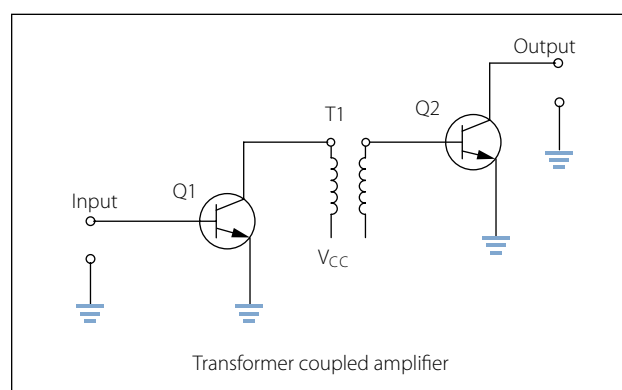 Output
Q2
T1
Q1
Input
VCC
Transformer coupled amplifier